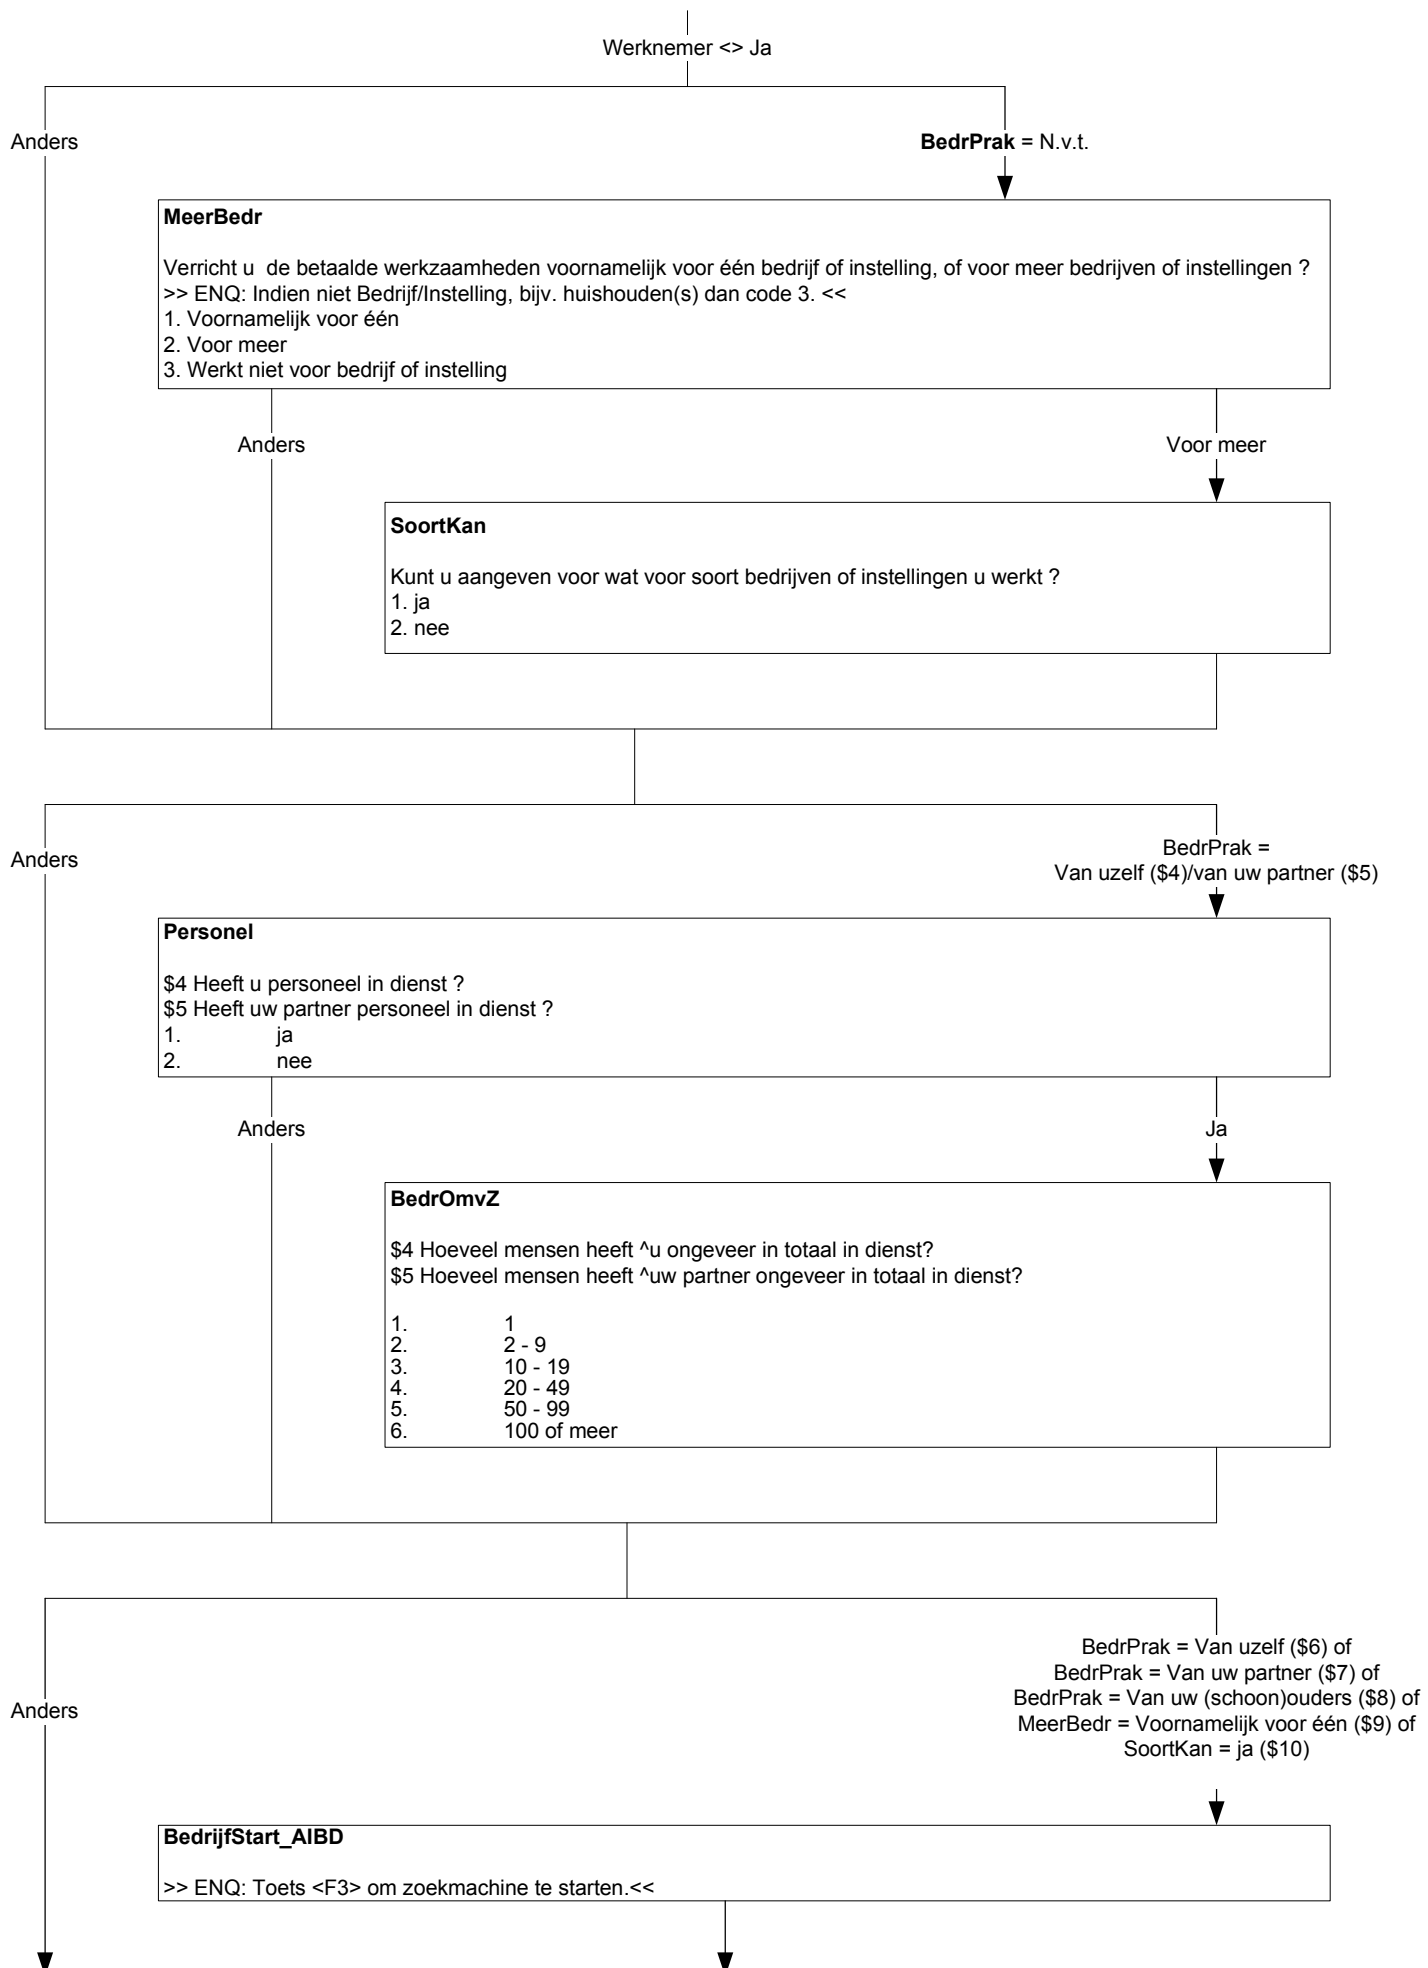 Werknemer <> Ja
Anders
BedrPrak = N.v.t.
MeerBedr
Verricht u  de betaalde werkzaamheden voornamelijk voor één bedrijf of instelling, of voor meer bedrijven of instellingen ?
>> ENQ: Indien niet Bedrijf/Instelling, bijv. huishouden(s) dan code 3. <<
1. Voornamelijk voor één
2. Voor meer
3. Werkt niet voor bedrijf of instelling
Anders
Voor meer
SoortKan
Kunt u aangeven voor wat voor soort bedrijven of instellingen u werkt ?
1. ja
2. nee
Anders
BedrPrak =
Van uzelf ($4)/van uw partner ($5)
Personel
$4 Heeft u personeel in dienst ?
$5 Heeft uw partner personeel in dienst ?
1. ja
2. nee
Anders
Ja
BedrOmvZ
$4 Hoeveel mensen heeft ^u ongeveer in totaal in dienst?
$5 Hoeveel mensen heeft ^uw partner ongeveer in totaal in dienst?
1. 1
2. 2 - 9
3. 10 - 19
4. 20 - 49
5. 50 - 99
6. 100 of meer
Anders
BedrPrak = Van uzelf ($6) of
BedrPrak = Van uw partner ($7) of
BedrPrak = Van uw (schoon)ouders ($8) of
MeerBedr = Voornamelijk voor één ($9) of
SoortKan = ja ($10)
BedrijfStart_AIBD
>> ENQ: Toets <F3> om zoekmachine te starten.<<